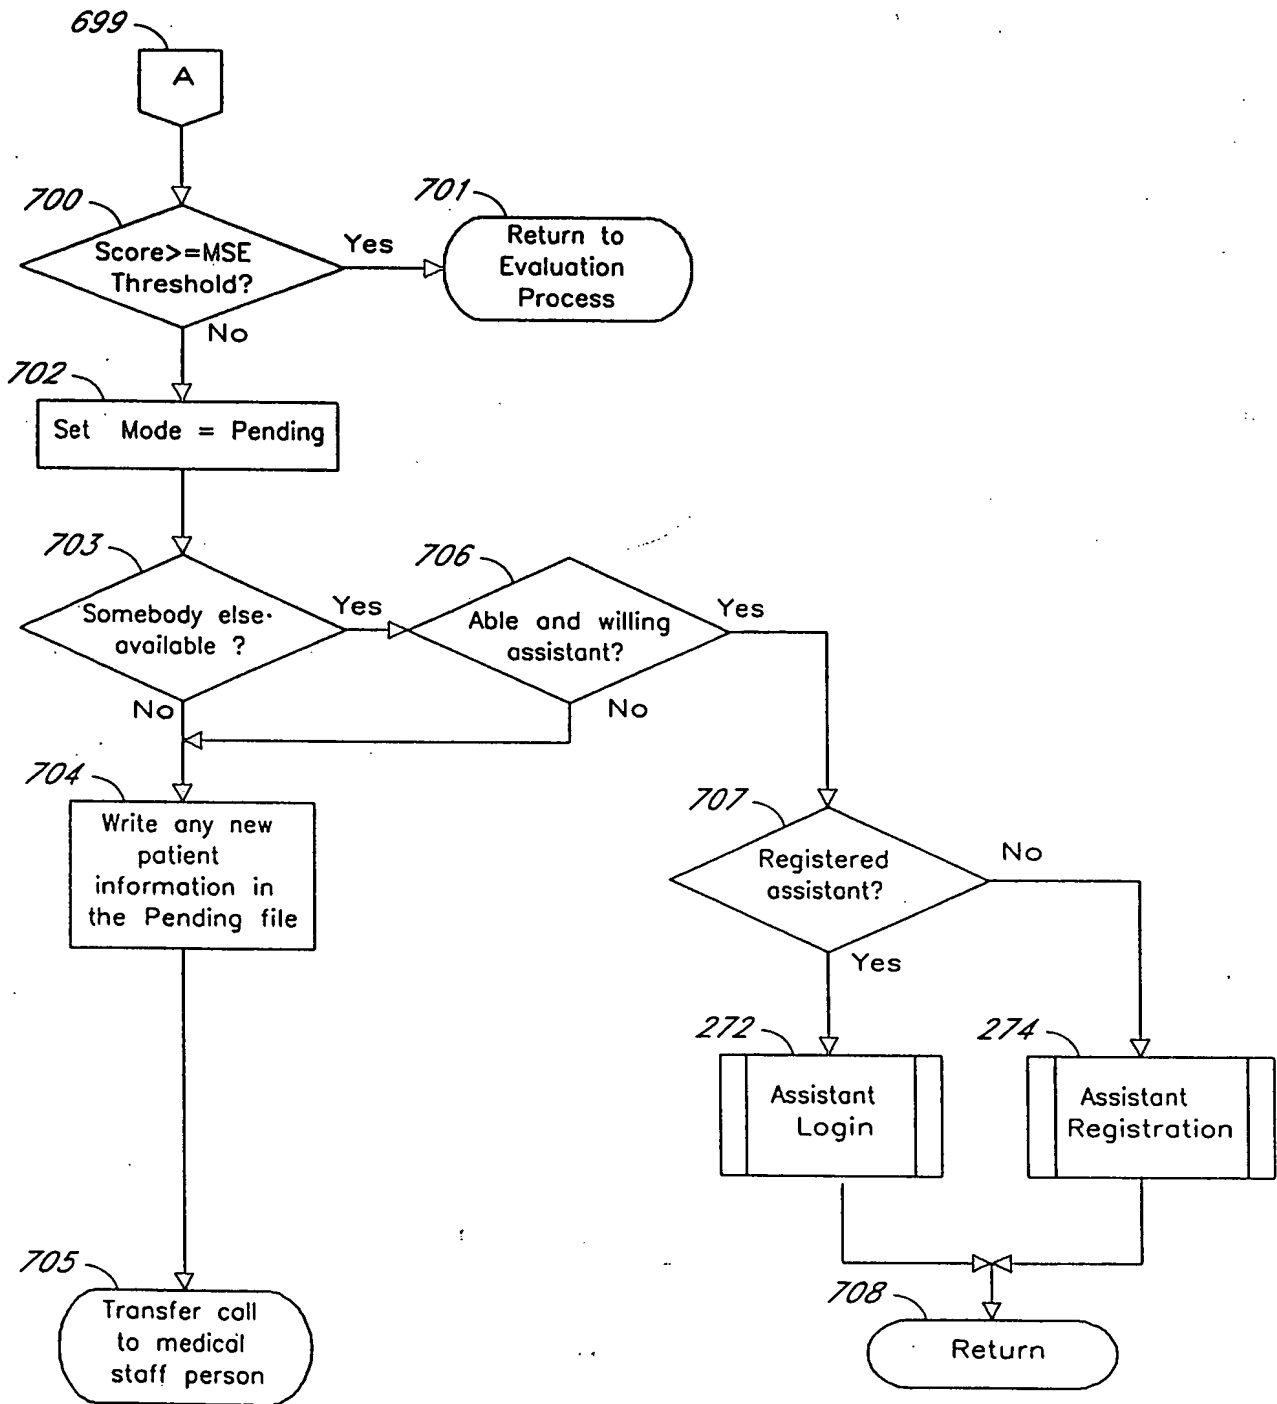 699
A
700
Score>=MSE
Threshold?
Yes
701
Return to
Evaluation
Process
No
702
Set Mode = Pending
703
Somebody else
available ?
Yes
706
Able and willing
assistant?
Yes
No
No
704
Write any new
patient
information in
the Pending file
707
Registered
assistant?
No
Yes
272
Assistant
Login
274
Assistant
Registration
705
Transfer call
to medical
staff person
708
Return